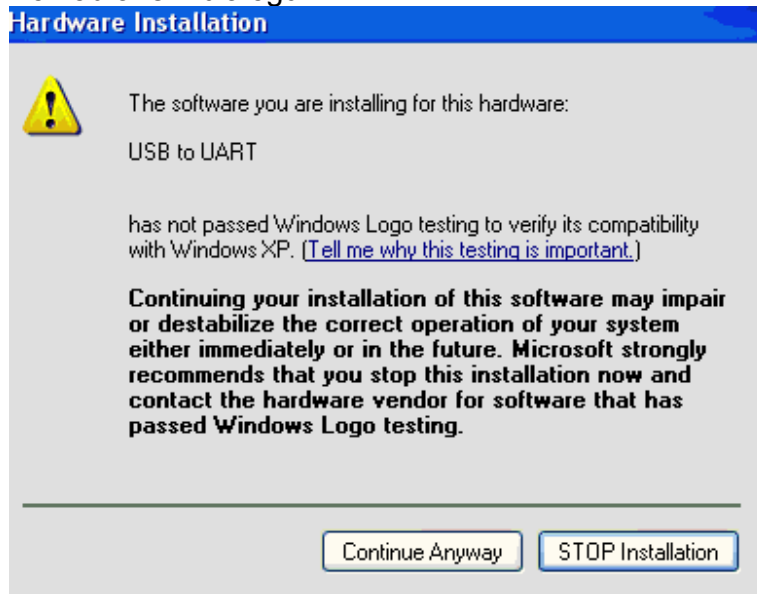 Hardware Installation
The software you are installing for this hardware:
USB to UART
has not passed Windows Logo testing to verify its compatibility
with Windows XP. (Tell me why this testing is important.)
Continuing your installation of this software may impair
or destabilize the correct operation of your system
either immediately or in the future. Microsoft strongly
recommends that you stop this installation now and
contact the hardware vendor for software that has
passed Windows Logo testing.
Continue Anyway
STOP Installation